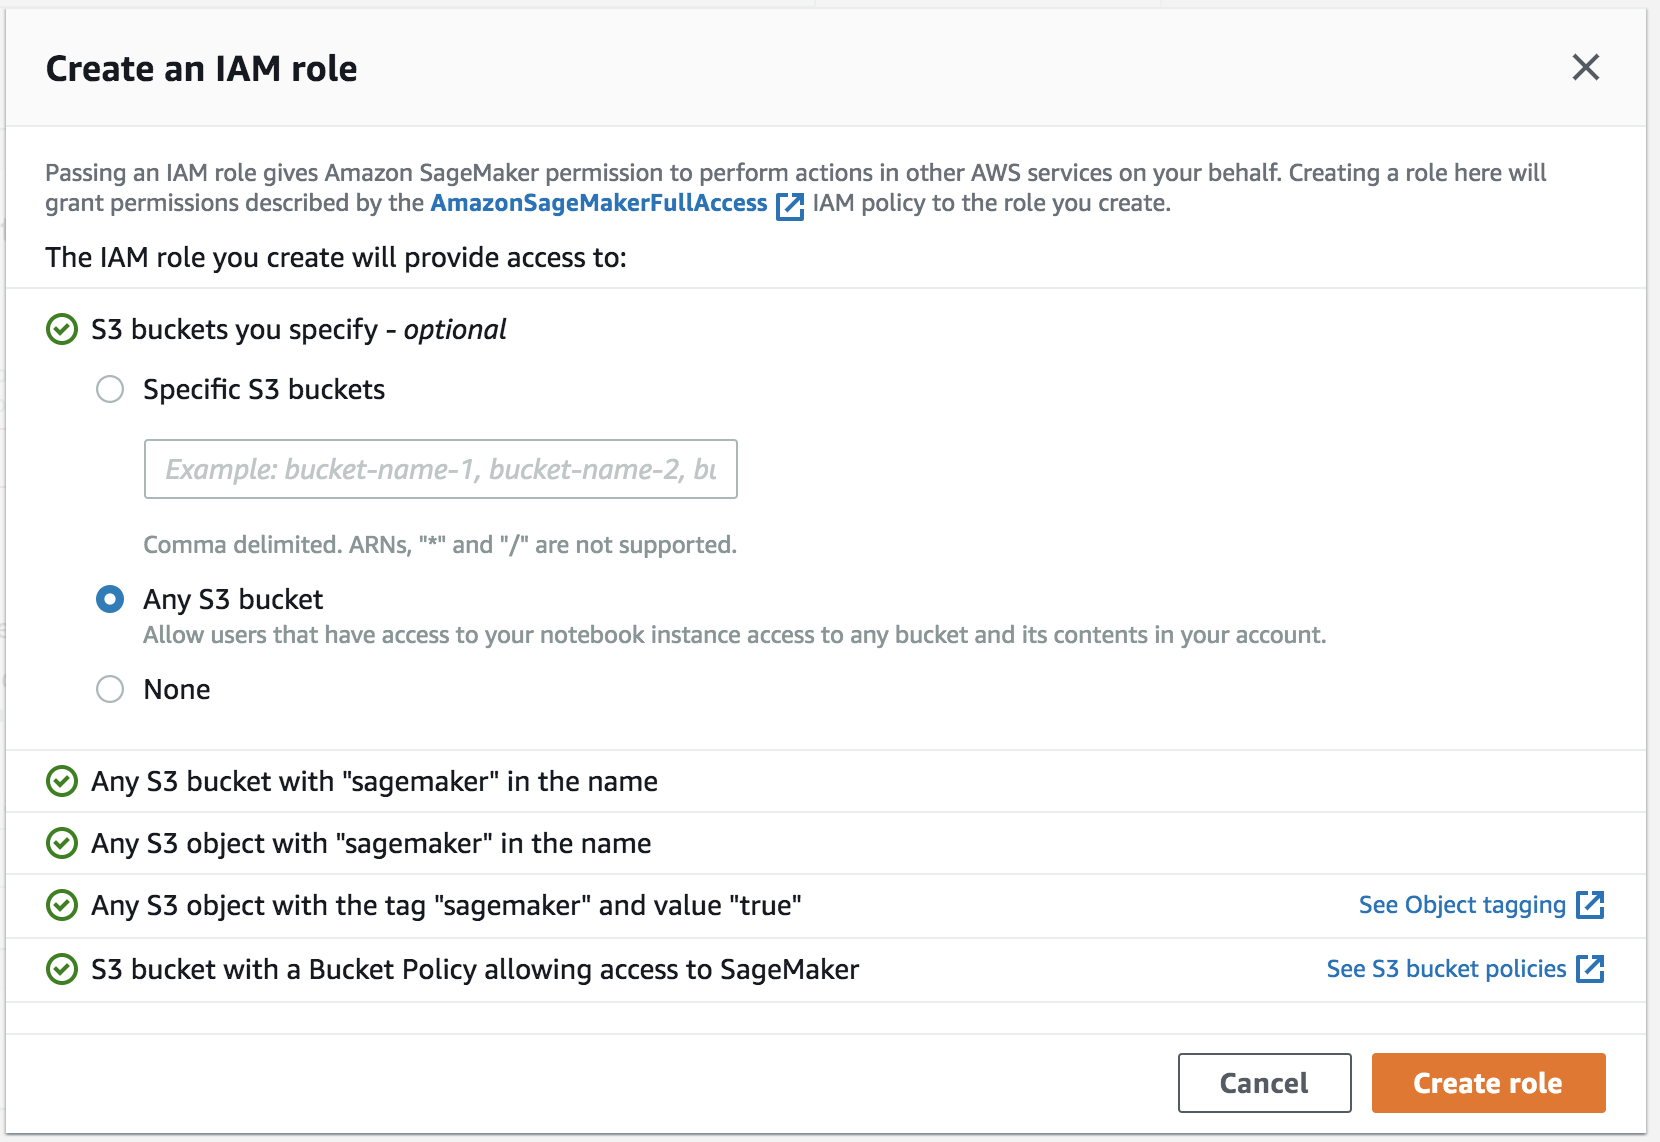 Create an IAM role
Passing an IAM role gives Amazon SageMaker permission to perform actions in other AWS services on your behalf. Creating a role here will
grant permissions described by the AmazonSageMakerFullAccess IAM policy to the role you create.
The IAM role you create will provide access to:
S3 buckets you specify - optional
Specific S3 buckets
Example: bucket-name-1, bucket-name-2, bu
Comma delimited. ARNs, "*" and "/" are not supported.
Any S3 bucket
Allow users that have access to your notebook instance access to any bucket and its contents in your account.
None
Any S3 bucket with "sagemaker" in the name
Any S3 object with "sagemaker" in the name
Any S3 object with the tag "sagemaker" and value "true" See Object tagging
S3 bucket with a Bucket Policy allowing access to SageMaker See S3 bucket policies
Cancel Create role